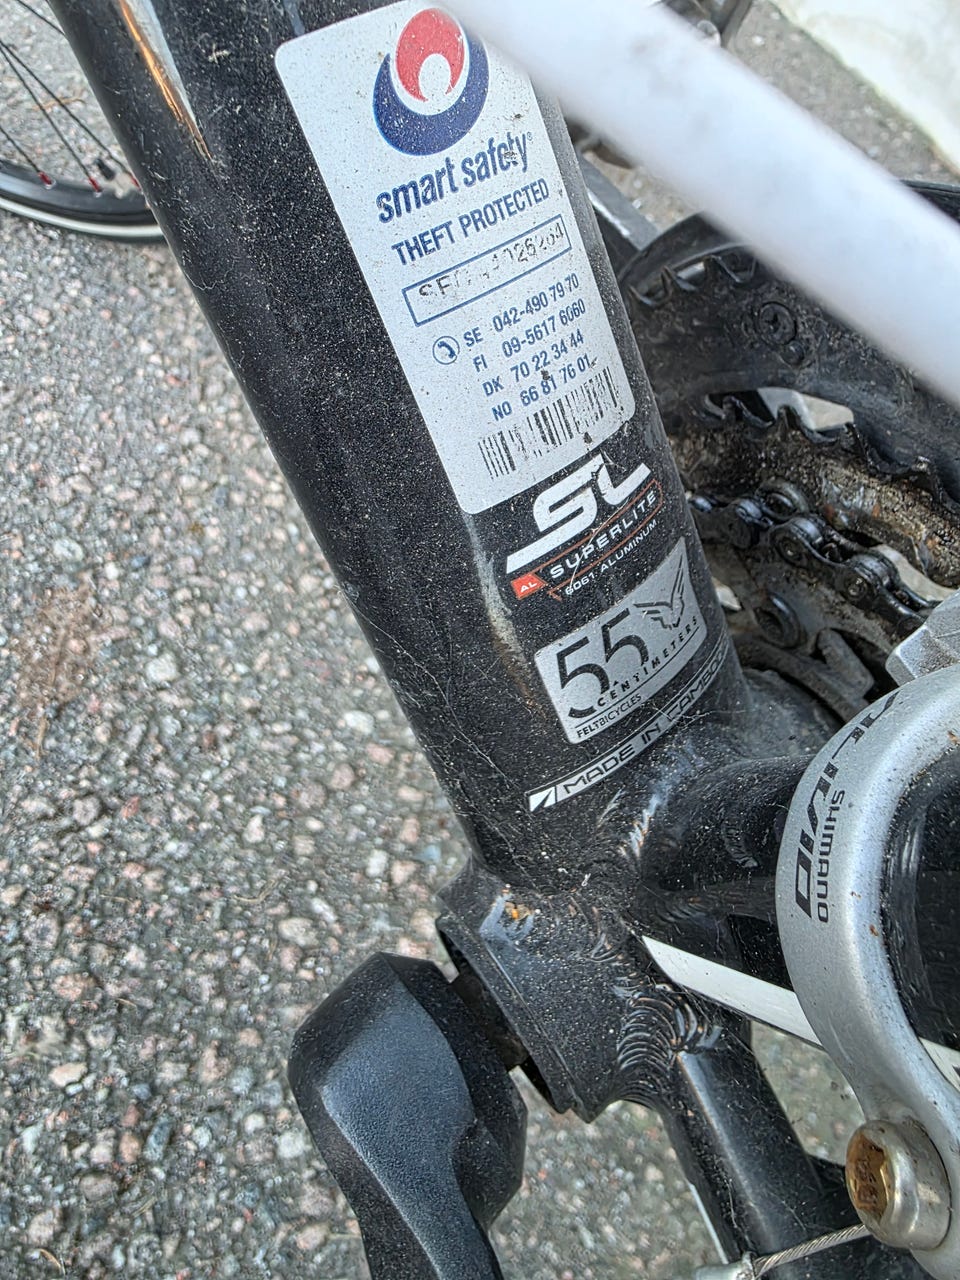 smart safety
THEFT PROTECTED
SE 042-490 79 70
FI 09-5617 6060
DK 70 22 34 44
NO 66 81 76 01
SL
AL SUPERLITE
6061 ALUMINUM
55
CENTIMETERS
FELTBICYCLES
MADE IN
SHIMANO